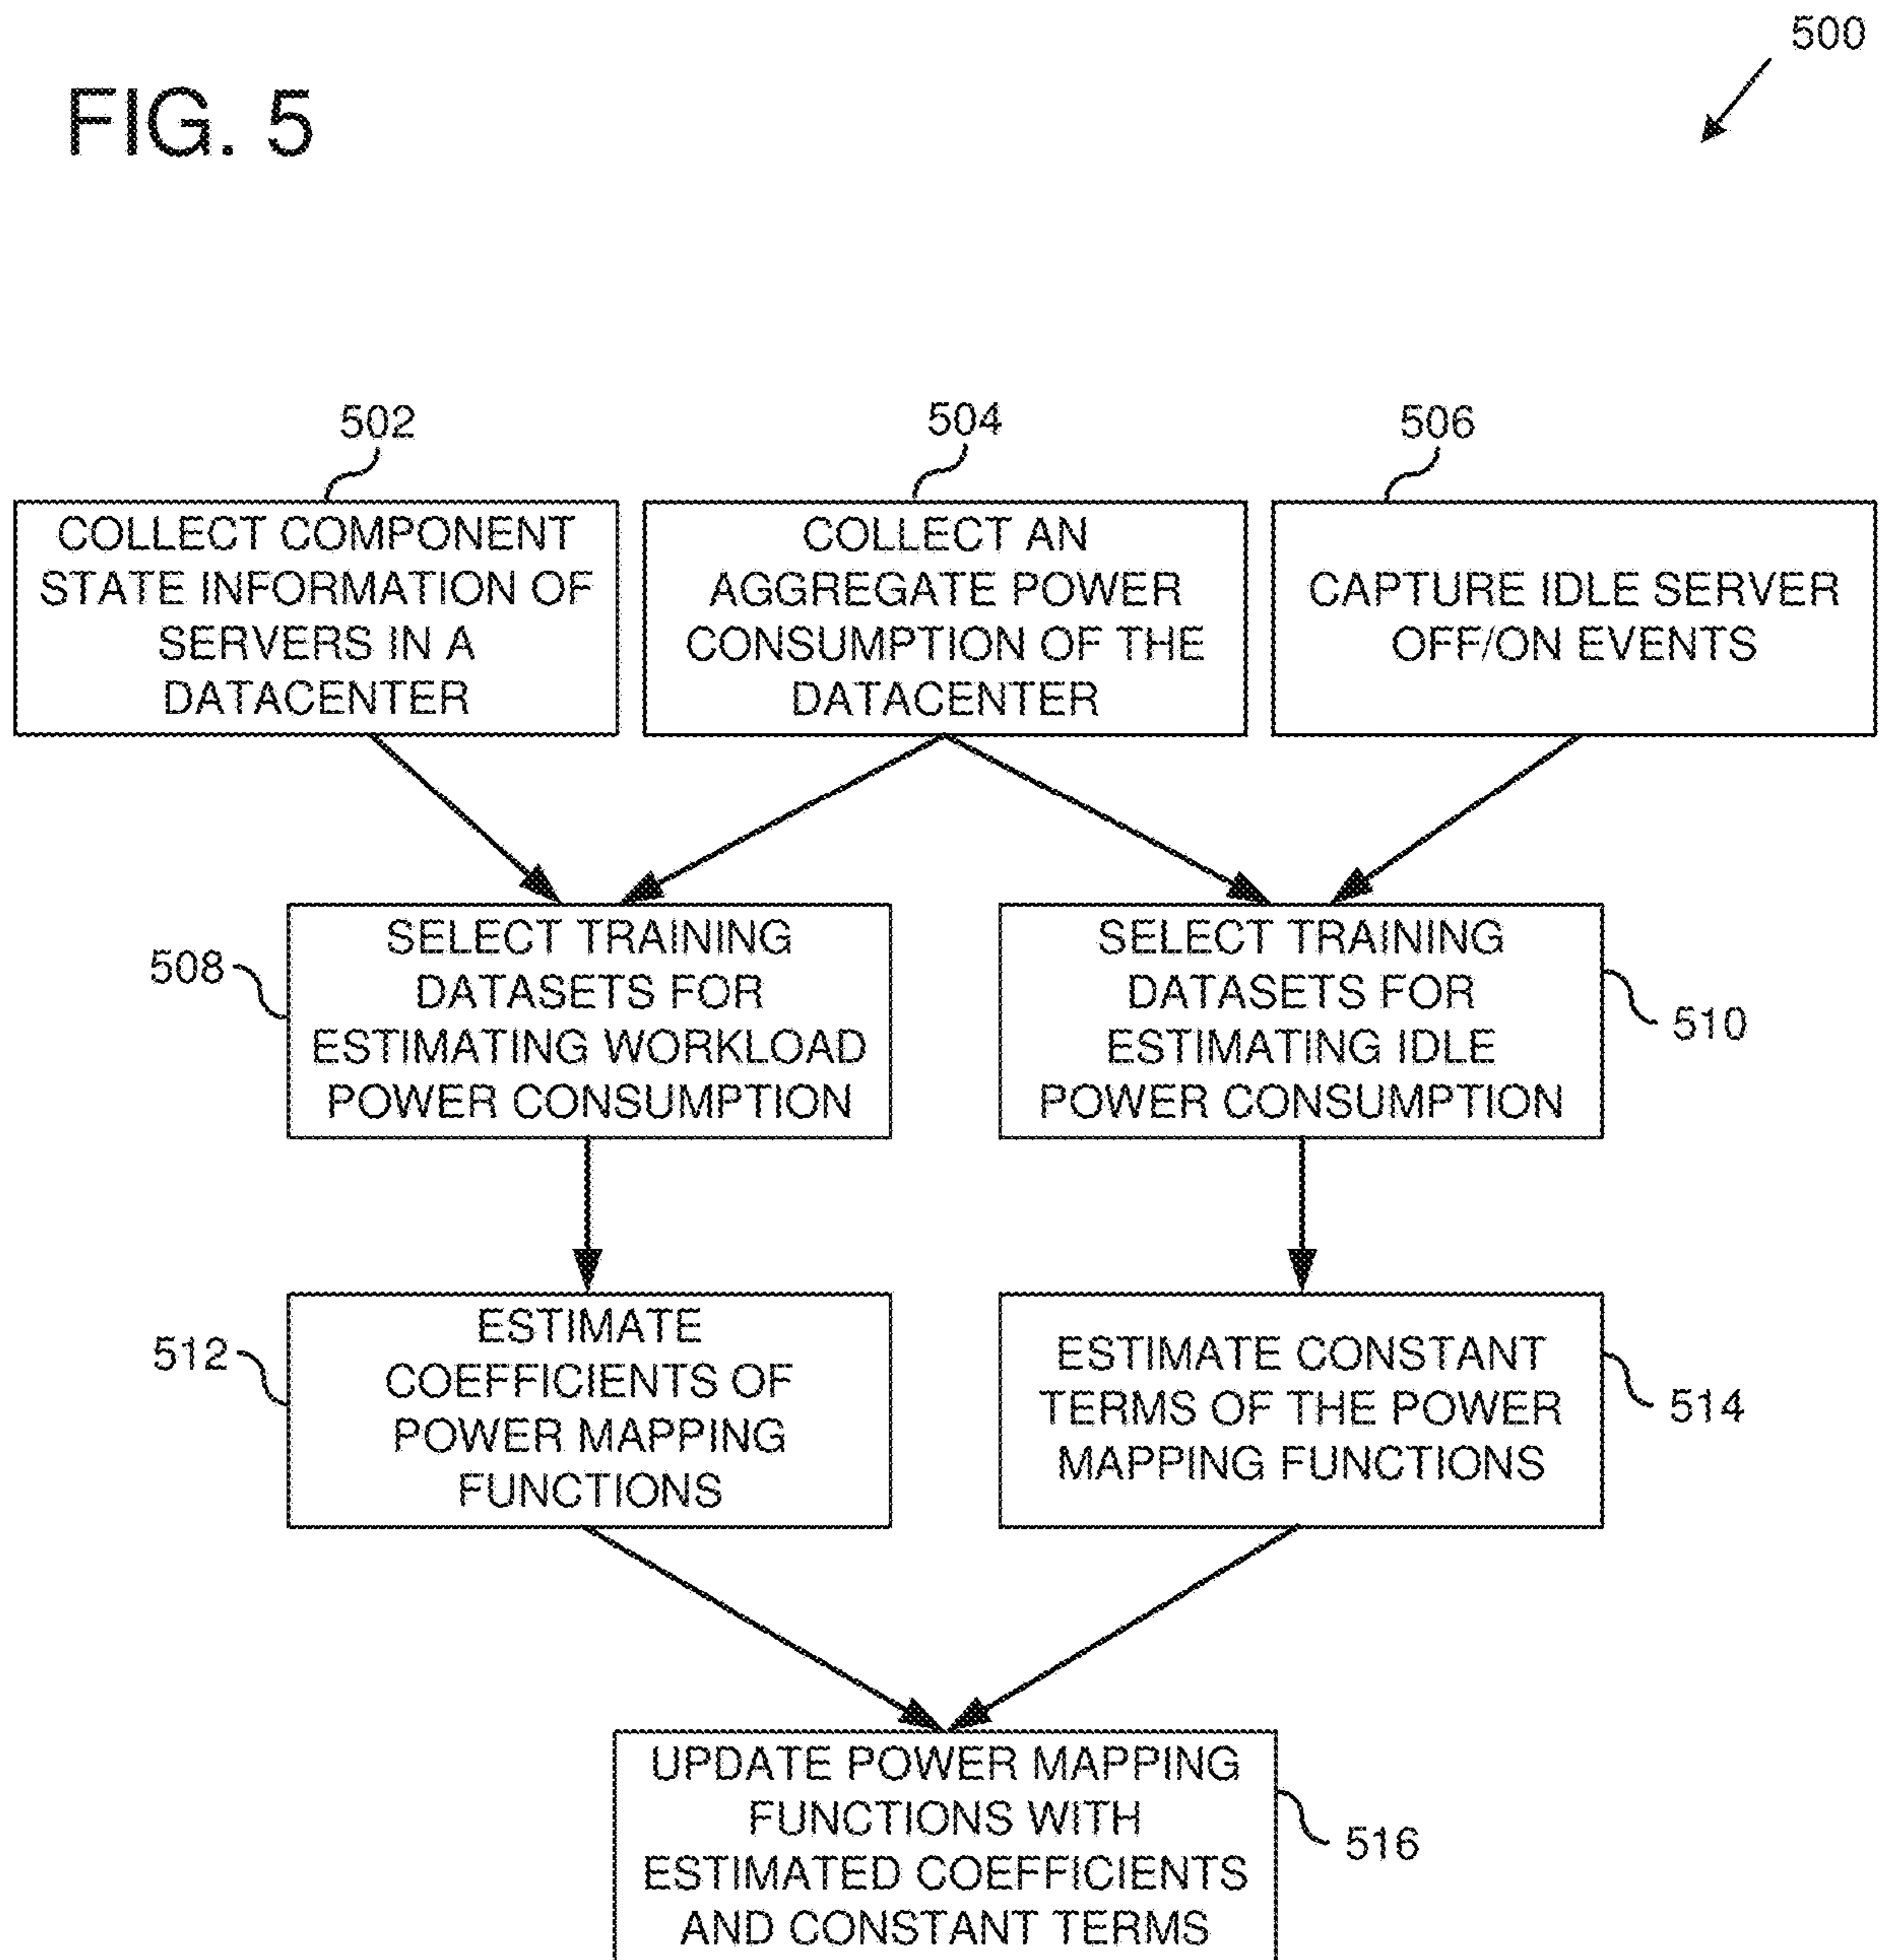 500
FIG. 5
502
504
506
COLLECT COMPONENT
STATE INFORMATION OF
SERVERS IN A
DATACENTER
COLLECT AN
AGGREGATE POWER
CONSUMPTION OF THE
DATACENTER
CAPTURE IDLE SERVER
OFF/ON EVENTS
508
SELECT TRAINING
DATASETS FOR
ESTIMATING WORKLOAD
POWER CONSUMPTION
SELECT TRAINING
DATASETS FOR
ESTIMATING IDLE
POWER CONSUMPTION
510
512
ESTIMATE
COEFFICIENTS OF
POWER MAPPING
FUNCTIONS
ESTIMATE CONSTANT
TERMS OF THE POWER
MAPPING FUNCTIONS
514
UPDATE POWER MAPPING
FUNCTIONS WITH
ESTIMATED COEFFICIENTS
AND CONSTANT TERMS
516